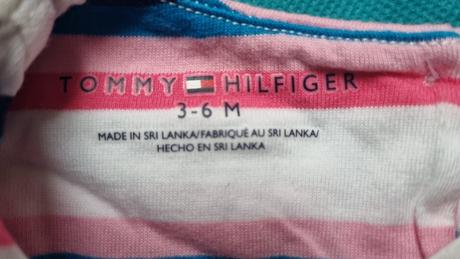 TOMMY HILFIGER
3-6 M
MADE IN SRI LANKA/FABRIQUÉ AU SRI LANKA/
HECHO EN SRI LANKA